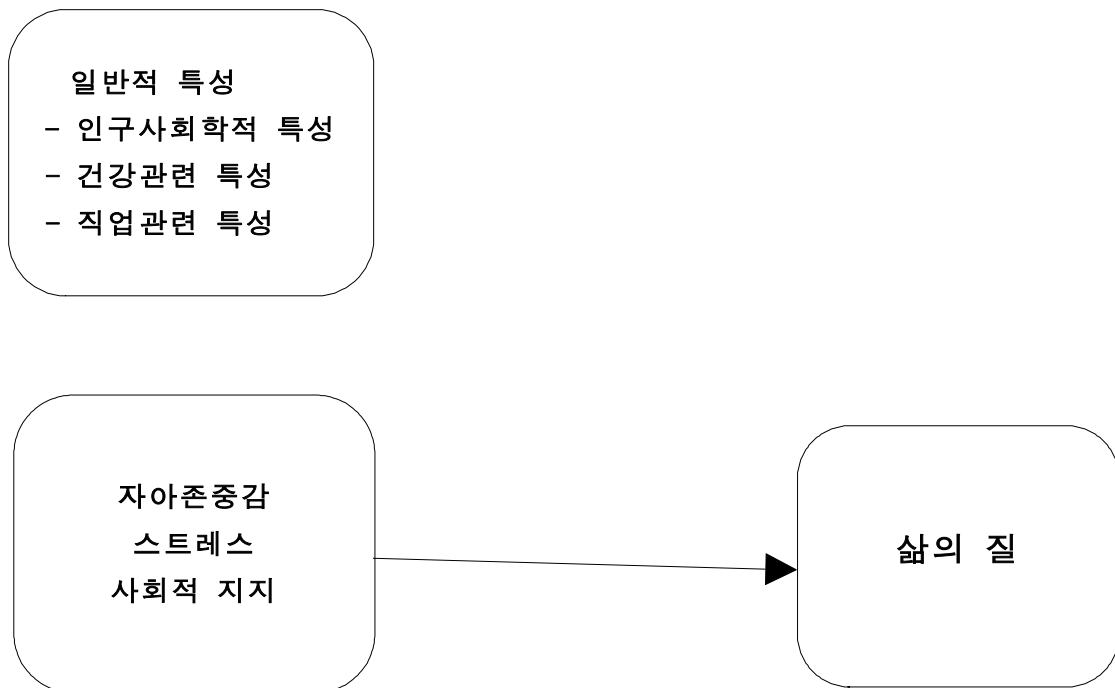 일반적 특성
- 인구사회학적 특성
- 건강관련 특성
- 직업관련 특성
자아존중감
스트레스
사회적 지지
삶의 질